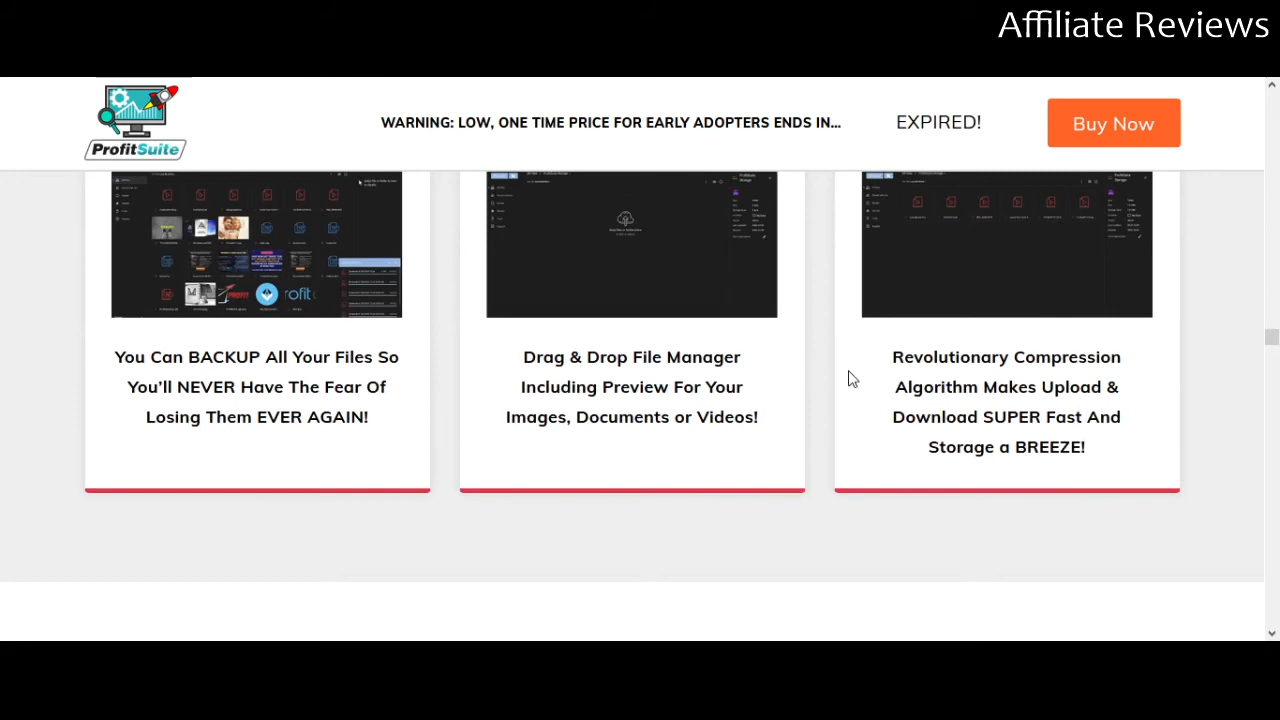 Affiliate Reviews
ProfitSuite
WARNING: LOW, ONE TIME PRICE FOR EARLY ADOPTERS ENDS IN...
EXPIRED!
Buy Now
You Can BACKUP All Your Files So
You’ll NEVER Have The Fear Of
Losing Them EVER AGAIN!
Drag & Drop File Manager
Including Preview For Your
Images, Documents or Videos!
Revolutionary Compression
Algorithm Makes Upload &
Download SUPER Fast And
Storage a BREEZE!